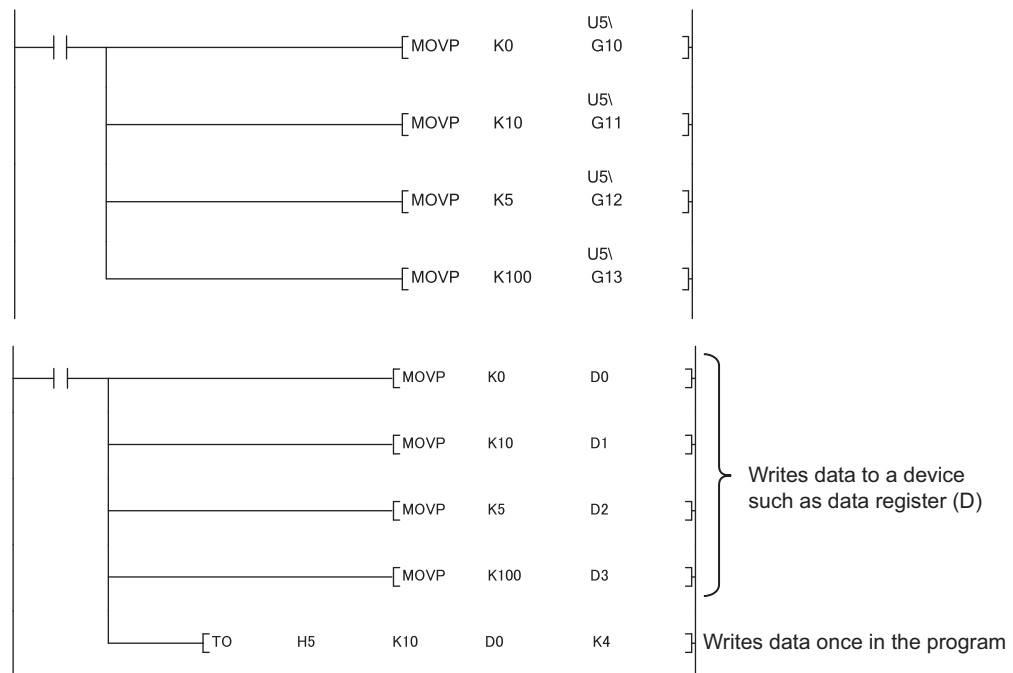 U5\
[MOVP K0 G10 ]
U5\
[MOVP K10 G11 ]
U5\
[MOVP K5 G12 ]
U5\
[MOVP K100 G13 ]
[MOVP K0 D0 ]
[MOVP K10 D1 ]
Writes data to a device
such as data register (D)
[MOVP K5 D2 ]
[MOVP K100 D3 ]
[TO H5 K10 D0 K4 ] Writes data once in the program